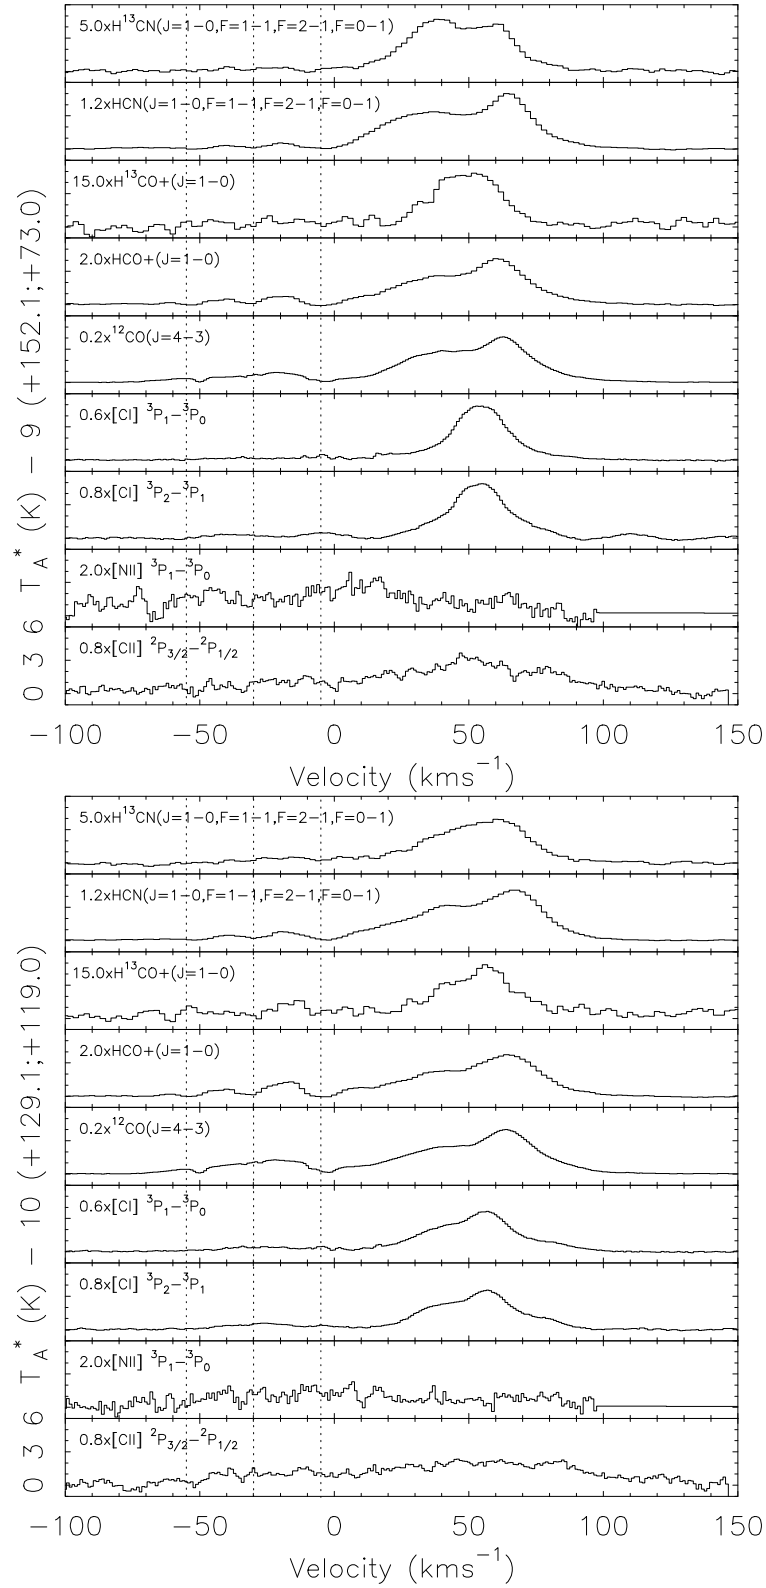 5.0xH¹³CN(J=1-0,F=1-1,F=2-1,F=0-1)
1.2xHCN(J=1-0,F=1-1,F=2-1,F=0-1)
15.0xH¹³CO+(J=1-0)
2.0xHCO+(J=1-0)
0.2x¹²CO(J=4-3)
0.6x[CI] ³P₁-³P₀
0.8x[CI] ³P₂-³P₁
2.0x[NII] ³P₁-³P₀
0.8x[CII] ²P₃/₂-²P₁/₂
0 3 6 T_A* (K) - 9 (+152.1;+73.0)
-100 -50 0 50 100 150
Velocity (kms⁻¹)
5.0xH¹³CN(J=1-0,F=1-1,F=2-1,F=0-1)
1.2xHCN(J=1-0,F=1-1,F=2-1,F=0-1)
15.0xH¹³CO+(J=1-0)
2.0xHCO+(J=1-0)
0.2x¹²CO(J=4-3)
0.6x[CI] ³P₁-³P₀
0.8x[CI] ³P₂-³P₁
2.0x[NII] ³P₁-³P₀
0.8x[CII] ²P₃/₂-²P₁/₂
0 3 6 T_A* (K) - 10 (+129.1;+119.0)
-100 -50 0 50 100 150
Velocity (kms⁻¹)